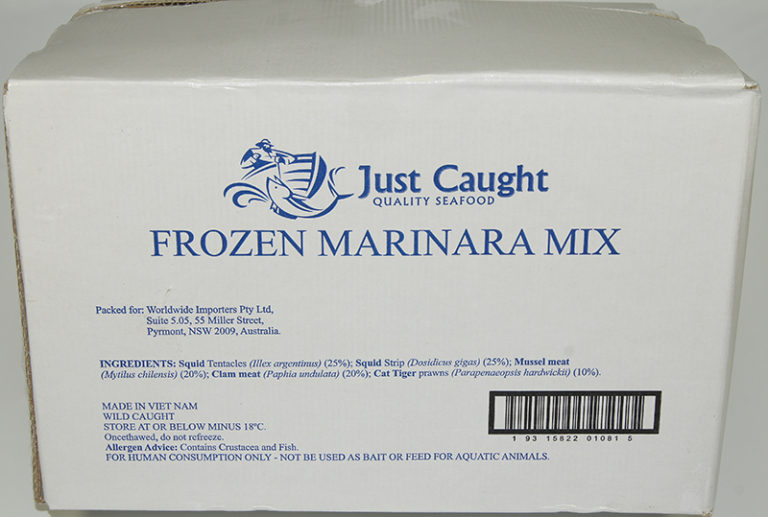 Just Caught
QUALITY SEAFOOD
FROZEN MARINARA MIX
Packed for: Worldwide Importers Pty Ltd,
Suite 5.05, 55 Miller Street,
Pyrmont, NSW 2009, Australia.
INGREDIENTS: Squid Tentacles (Illex argentinus) (25%); Squid Strip (Dosidicus gigas) (25%); Mussel meat
(Mytilus chilensis) (20%); Clam meat (Paphia undulata) (20%); Cat Tiger prawns (Parapenaeopsis hardwickii) (10%).
MADE IN VIET NAM
WILD CAUGHT
STORE AT OR BELOW MINUS 18ºC.
Oncethawed, do not refreeze.
Allergen Advice: Contains Crustacea and Fish.
FOR HUMAN CONSUMPTION ONLY - NOT BE USED AS BAIT OR FEED FOR AQUATIC ANIMALS.
1 93 15822 01081 5